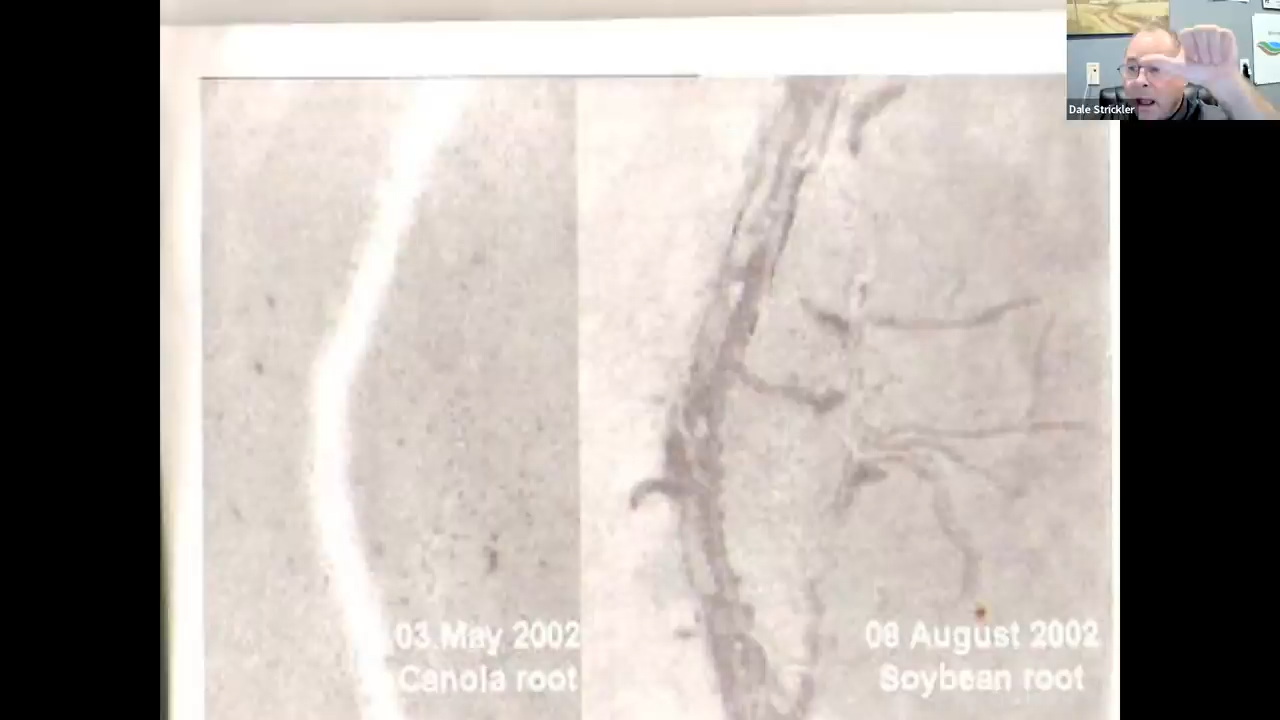 Dale Strickler
03 May 2002
Canola root
08 August 2002
Soybean root